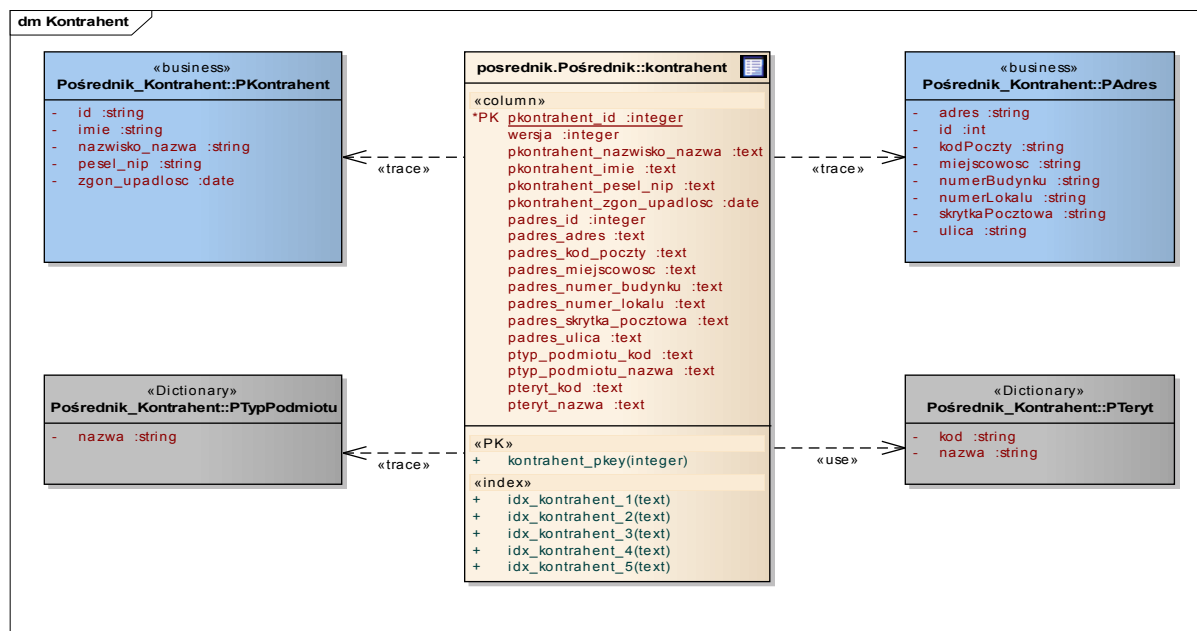 dm Kontrahent
«business»
Pośrednik_Kontrahent::PKontrahent
- id :string
- imie :string
- nazwisko_nazwa :string
- pesel_nip :string
- zgon_upadlosc :date
«trace»
posrednik.Pośrednik::kontrahent
«column»
*PK pkontrahent_id :integer
wersja :integer
pkontrahent_nazwisko_nazwa :text
pkontrahent_imie :text
pkontrahent_pesel_nip :text
pkontrahent_zgon_upadlosc :date
padres_id :integer
padres_adres :text
padres_kod_poczty :text
padres_miejscowosc :text
padres_numer_budynku :text
padres_numer_lokalu :text
padres_skrytka_pocztowa :text
padres_ulica :text
ptyp_podmiotu_kod :text
ptyp_podmiotu_nazwa :text
pteryt_kod :text
pteryt_nazwa :text
«PK»
+ kontrahent_pkey(integer)
«index»
+ idx_kontrahent_1(text)
+ idx_kontrahent_2(text)
+ idx_kontrahent_3(text)
+ idx_kontrahent_4(text)
+ idx_kontrahent_5(text)
«trace»
«business»
Pośrednik_Kontrahent::PAdres
- adres :string
- id :int
- kodPoczty :string
- miejscowosc :string
- numerBudynku :string
- numerLokalu :string
- skrytkaPocztowa :string
- ulica :string
«Dictionary»
Pośrednik_Kontrahent::PTypPodmiotu
- nazwa :string
«trace»
«use»
«Dictionary»
Pośrednik_Kontrahent::PTeryt
- kod :string
- nazwa :string